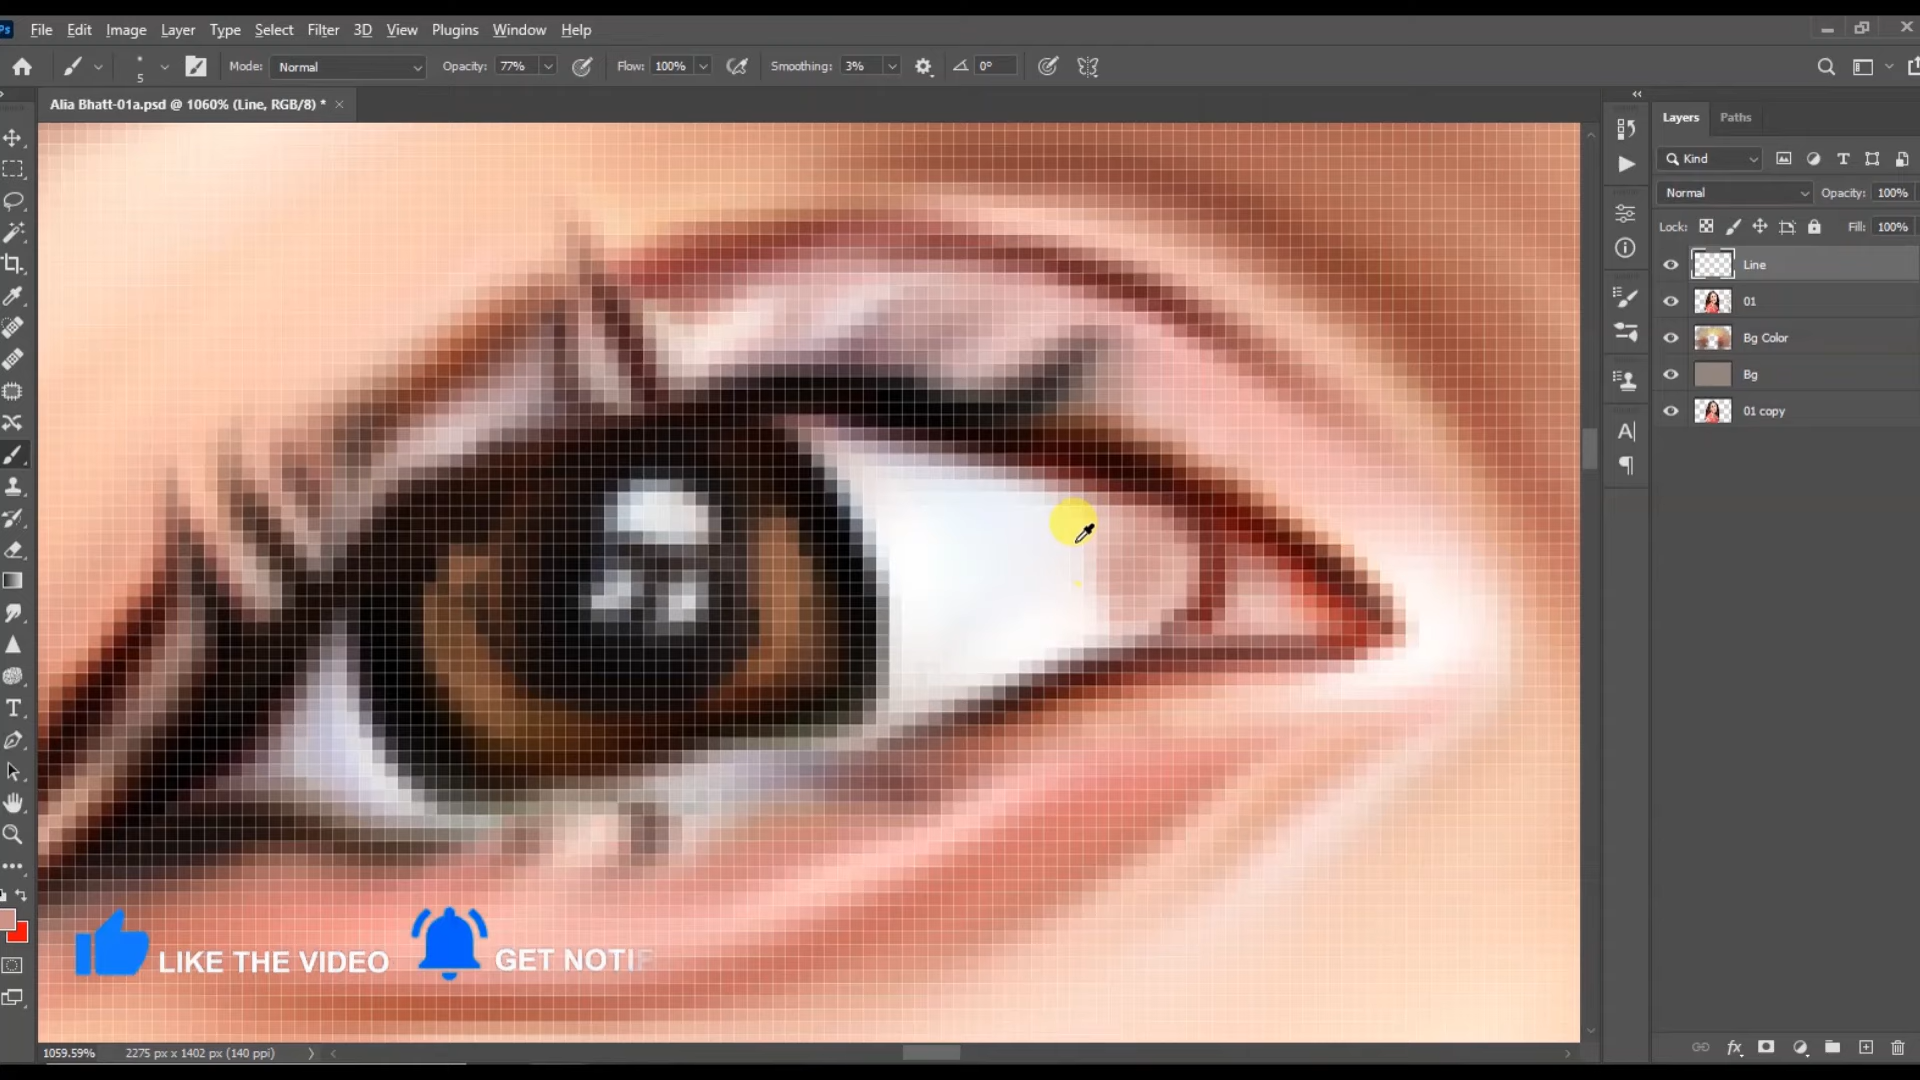 Ps File Edit Image Layer Type Select Filter 3D View Plugins Window Help
5 Mode: Normal Opacity: 77% Flow: 100% Smoothing: 3% 0°
Alia Bhatt-01a.psd @ 1060% (Line, RGB/8) * ×
Layers Paths
Kind
Normal Opacity: 100%
Lock: Fill: 100%
Line
01
Bg Color
Bg
01 copy
LIKE THE VIDEO GET NOTIF
1059.59% 2275 px x 1402 px (140 ppi)